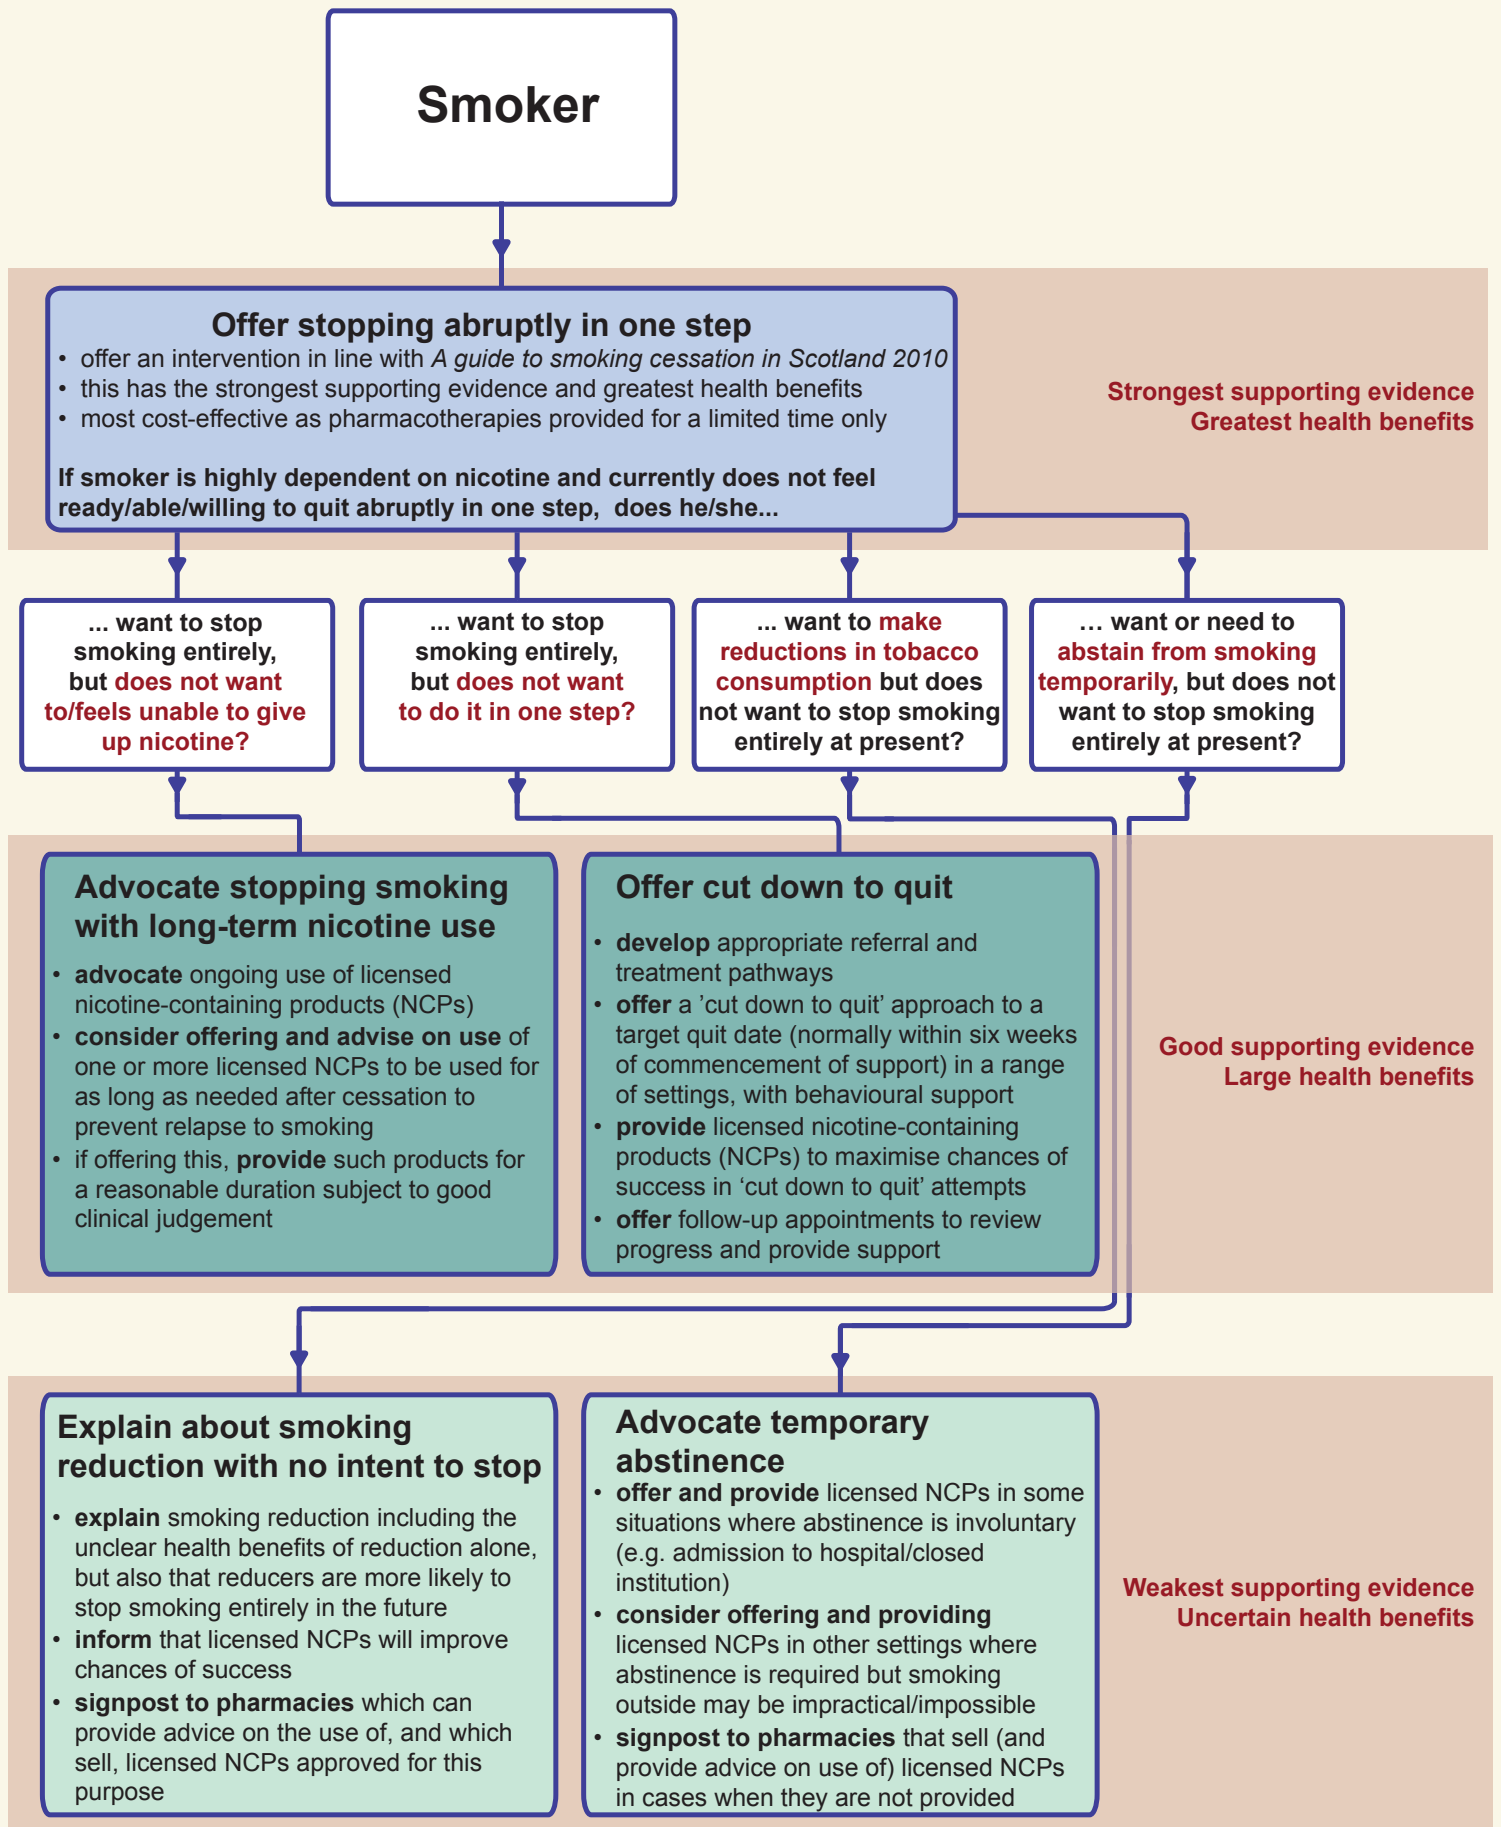 Smoker
Offer stopping abruptly in one step
• offer an intervention in line with A guide to smoking cessation in Scotland 2010
• this has the strongest supporting evidence and greatest health benefits
• most cost-effective as pharmacotherapies provided for a limited time only
If smoker is highly dependent on nicotine and currently does not feel
ready/able/willing to quit abruptly in one step, does he/she...
Strongest supporting evidence
Greatest health benefits
... want to stop
smoking entirely,
but does not want
to/feels unable to give
up nicotine?
... want to stop
smoking entirely,
but does not want
to do it in one step?
... want to make
reductions in tobacco
consumption but does
not want to stop smoking
entirely at present?
… want or need to
abstain from smoking
temporarily, but does not
want to stop smoking
entirely at present?
Advocate stopping smoking
with long-term nicotine use
• advocate ongoing use of licensed
nicotine-containing products (NCPs)
• consider offering and advise on use of
one or more licensed NCPs to be used for
as long as needed after cessation to
prevent relapse to smoking
• if offering this, provide such products for
a reasonable duration subject to good
clinical judgement
Offer cut down to quit
• develop appropriate referral and
treatment pathways
• offer a ’cut down to quit’ approach to a
target quit date (normally within six weeks
of commencement of support) in a range
of settings, with behavioural support
• provide licensed nicotine-containing
products (NCPs) to maximise chances of
success in ‘cut down to quit’ attempts
• offer follow-up appointments to review
progress and provide support
Good supporting evidence
Large health benefits
Explain about smoking
reduction with no intent to stop
• explain smoking reduction including the
unclear health benefits of reduction alone,
but also that reducers are more likely to
stop smoking entirely in the future
• inform that licensed NCPs will improve
chances of success
• signpost to pharmacies which can
provide advice on the use of, and which
sell, licensed NCPs approved for this
purpose
Advocate temporary
abstinence
• offer and provide licensed NCPs in some
situations where abstinence is involuntary
(e.g. admission to hospital/closed
institution)
• consider offering and providing
licensed NCPs in other settings where
abstinence is required but smoking
outside may be impractical/impossible
• signpost to pharmacies that sell (and
provide advice on use of) licensed NCPs
in cases when they are not provided
Weakest supporting evidence
Uncertain health benefits